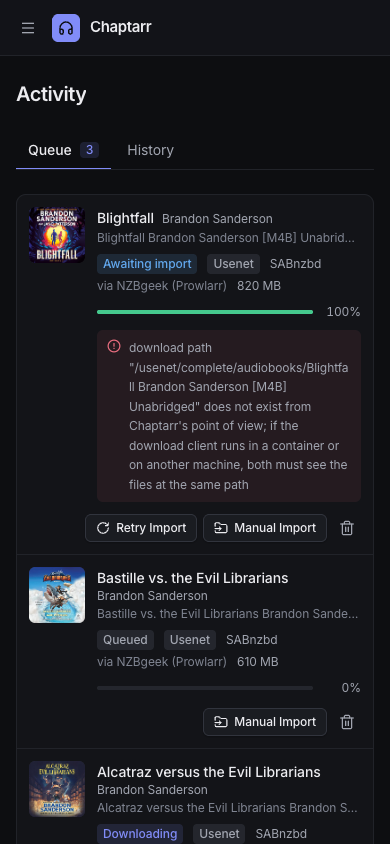 Chaptarr
Activity
Queue 3 History
BRANDON
SANDERSON
BLIGHTFALL
Blightfall Brandon Sanderson
Blightfall Brandon Sanderson [M4B] Unabrid...
Awaiting import Usenet SABnzbd
via NZBgeek (Prowlarr) 820 MB
100%
download path
"/usenet/complete/audiobooks/Blightfa
ll Brandon Sanderson [M4B]
Unabridged" does not exist from
Chaptarr's point of view; if the
download client runs in a container or
on another machine, both must see the
files at the same path
Retry Import Manual Import
Bastille vs. the Evil Librarians
Brandon Sanderson
Bastille vs. the Evil Librarians Brandon Sande...
Queued Usenet SABnzbd
via NZBgeek (Prowlarr) 610 MB
0%
Manual Import
ALCATRAZ
BRANDON
SANDERSON
Alcatraz versus the Evil Librarians
Brandon Sanderson
Alcatraz versus the Evil Librarians Brandon S...
Downloading Usenet SABnzbd